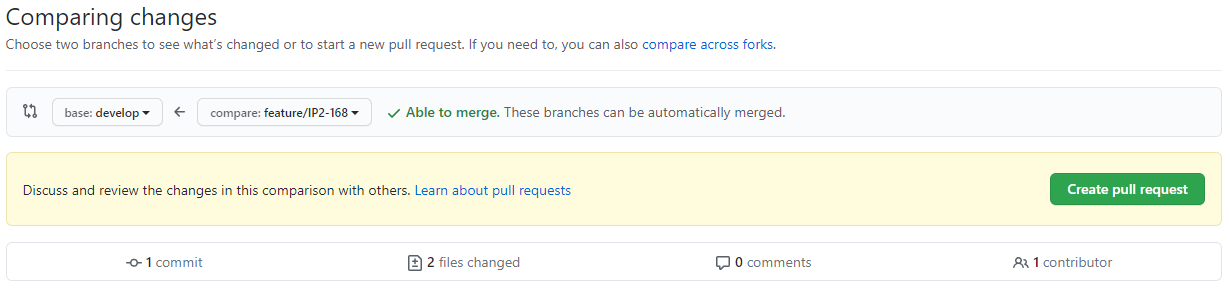 Comparing changes
Choose two branches to see what's changed or to start a new pull request. If you need to, you can also compare across forks.
base: develop compare: feature/IP2-168 Able to merge. These branches can be automatically merged.
Discuss and review the changes in this comparison with others. Learn about pull requests Create pull request
1 commit 2 files changed 0 comments 1 contributor